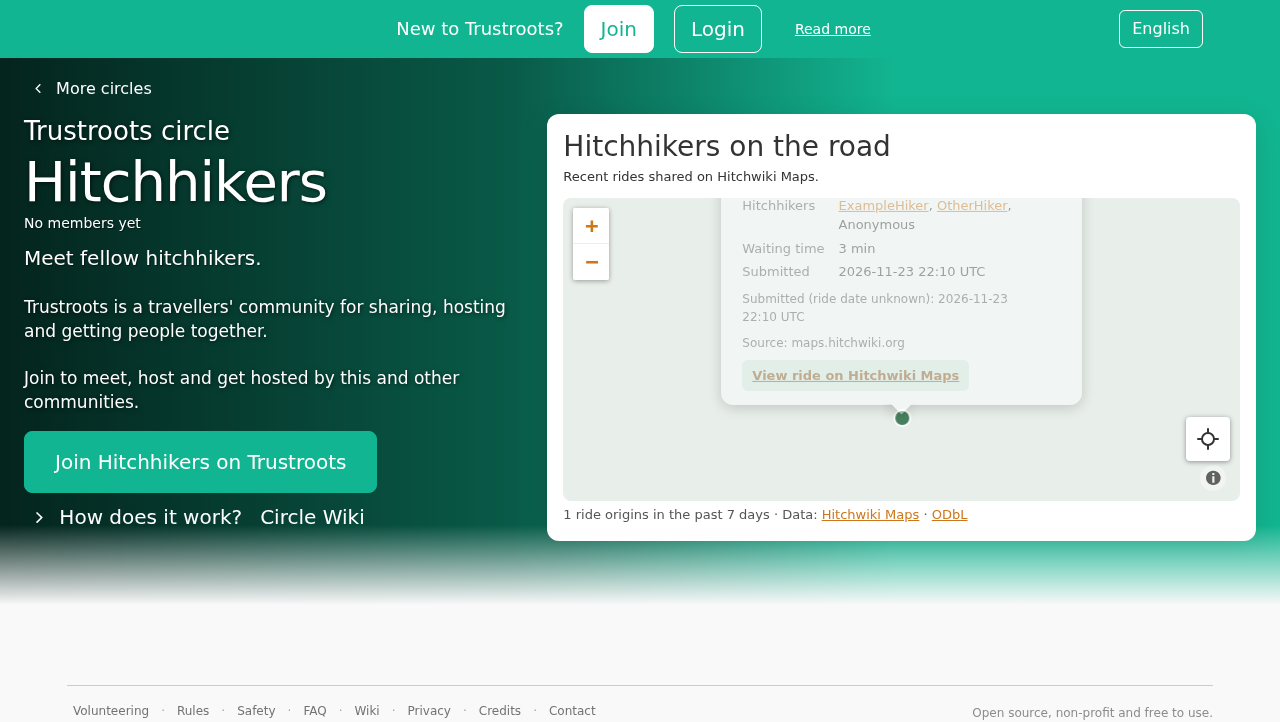 New to Trustroots? Join Login Read more English
More circles
Trustroots circle
Hitchhikers
No members yet
Meet fellow hitchhikers.
Trustroots is a travellers' community for sharing, hosting
and getting people together.
Join to meet, host and get hosted by this and other
communities.
Join Hitchhikers on Trustroots
How does it work? Circle Wiki
Hitchhikers on the road
Recent rides shared on Hitchwiki Maps.
+
−
Hitchhikers ExampleHiker, OtherHiker,
Anonymous
Waiting time 3 min
Submitted 2026-11-23 22:10 UTC
Submitted (ride date unknown): 2026-11-23
22:10 UTC
Source: maps.hitchwiki.org
View ride on Hitchwiki Maps
1 ride origins in the past 7 days · Data: Hitchwiki Maps · ODbL
Volunteering · Rules · Safety · FAQ · Wiki · Privacy · Credits · Contact
Open source, non-profit and free to use.